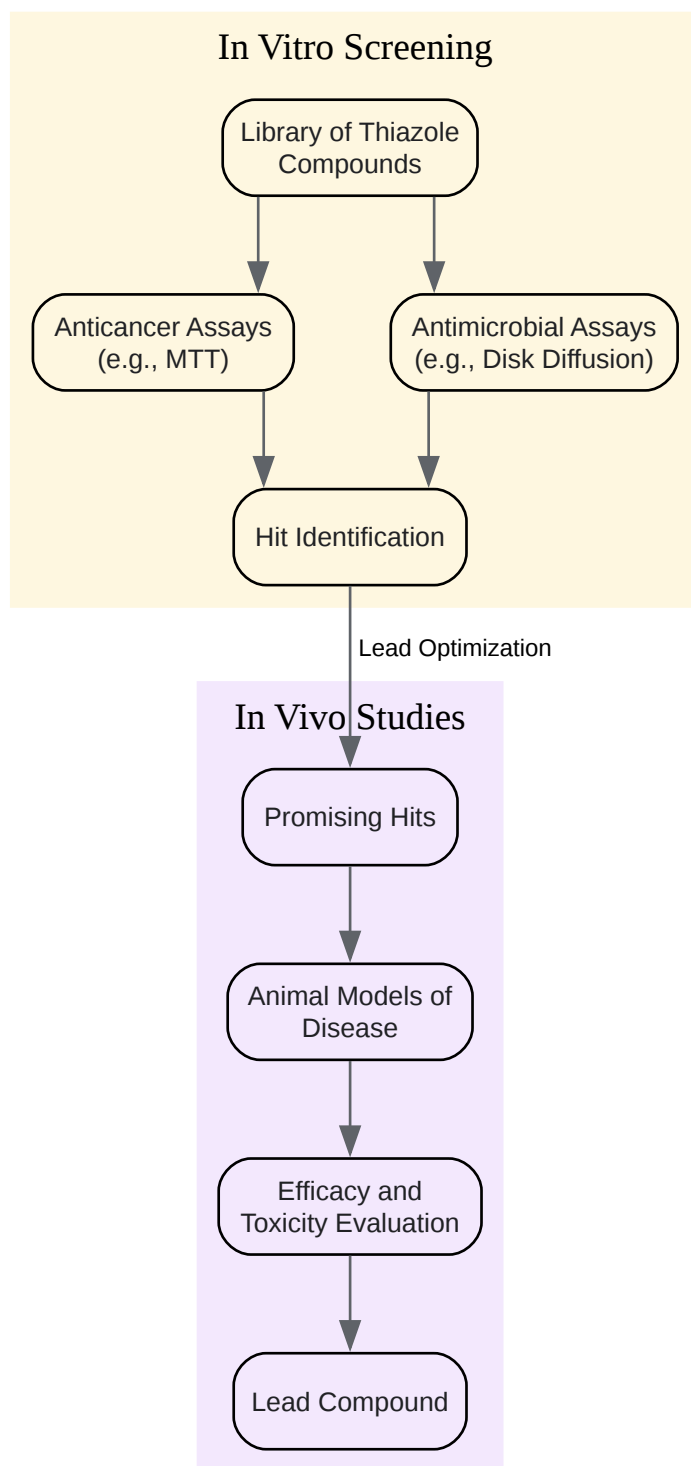 In Vitro Screening
Library of Thiazole
Compounds
Anticancer Assays
(e.g., MTT)
Antimicrobial Assays
(e.g., Disk Diffusion)
Hit Identification
Lead Optimization
In Vivo Studies
Promising Hits
Animal Models of
Disease
Efficacy and
Toxicity Evaluation
Lead Compound